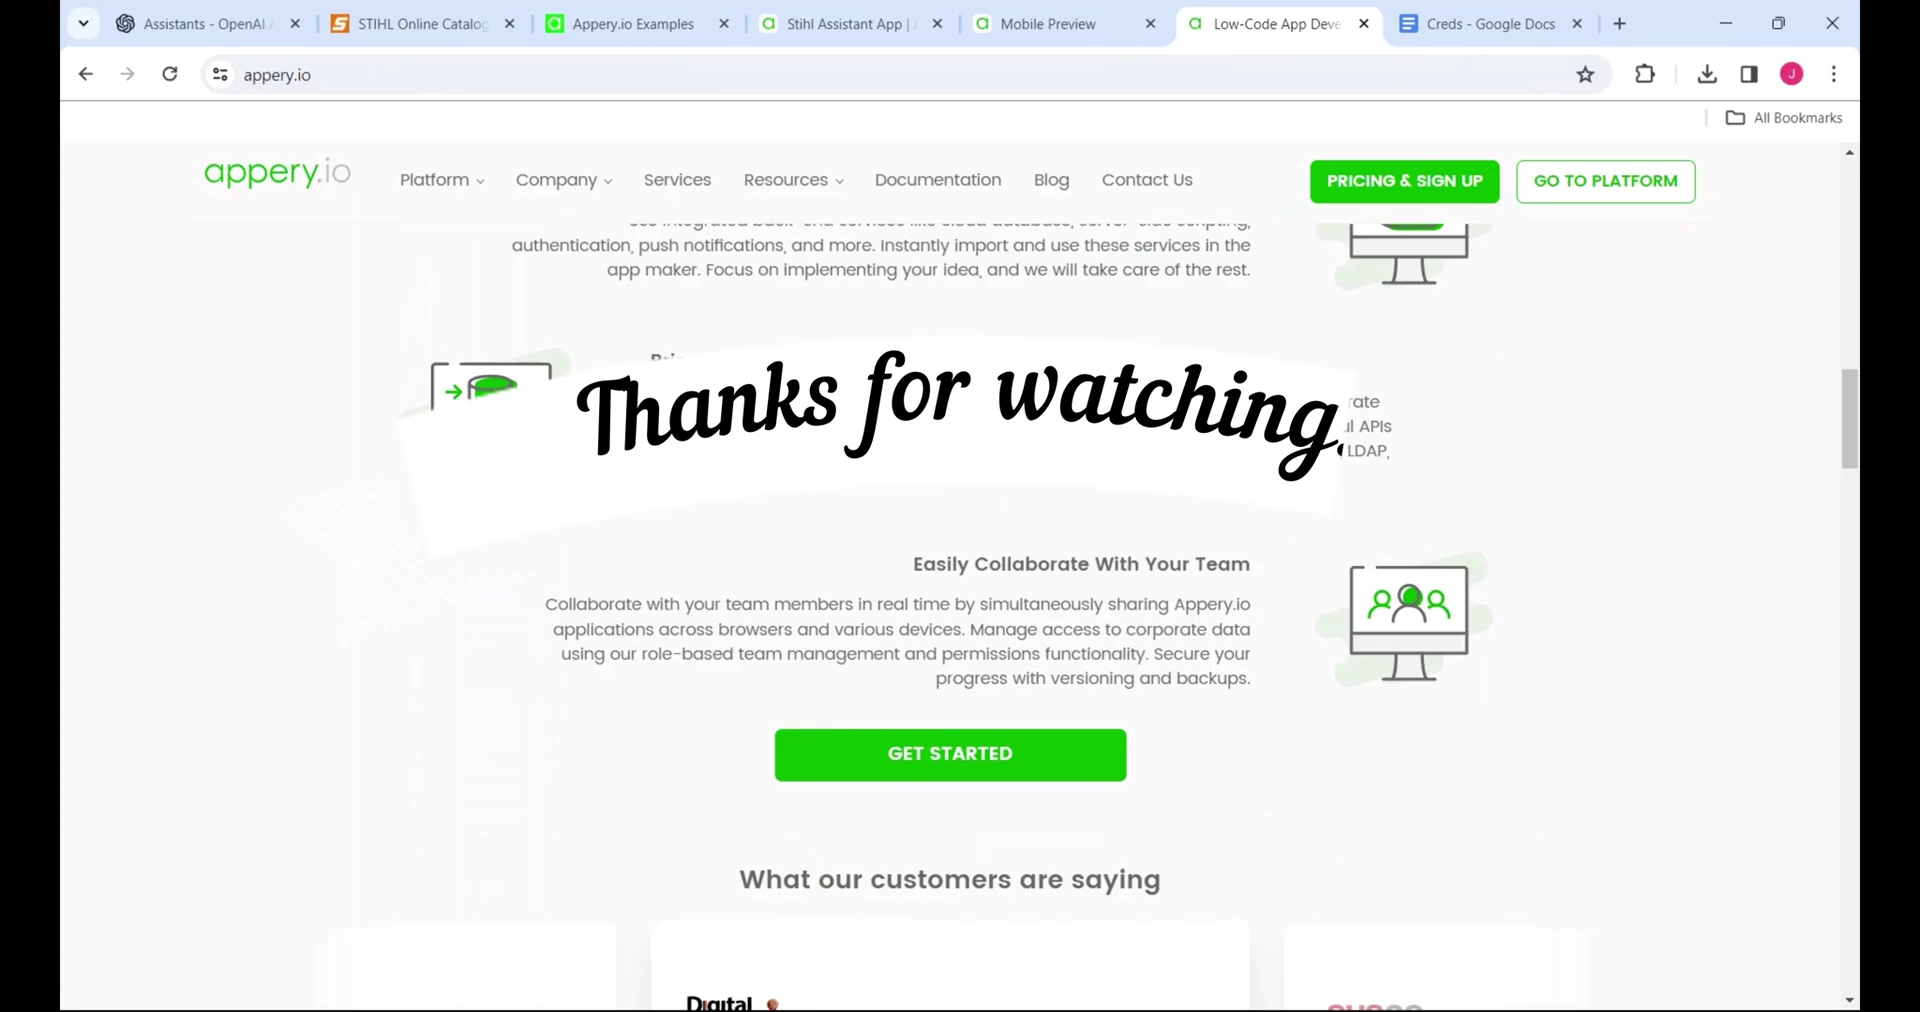 Assistants - OpenAI
STIHL Online Catalog
Appery.io Examples
Stihl Assistant App |
Mobile Preview
Low-Code App Deve
Creds - Google Docs
appery.io
J
All Bookmarks
appery.io
Platform
Company
Services
Resources
Documentation
Blog
Contact Us
PRICING & SIGN UP
GO TO PLATFORM
authentication, push notifications, and more. Instantly import and use these services in the
app maker. Focus on implementing your idea, and we will take care of the rest.
Thanks for watching.
APIs
LDAP,
Easily Collaborate With Your Team
Collaborate with your team members in real time by simultaneously sharing Appery.io
applications across browsers and various devices. Manage access to corporate data
using our role-based team management and permissions functionality. Secure your
progress with versioning and backups.
GET STARTED
What our customers are saying
Digital